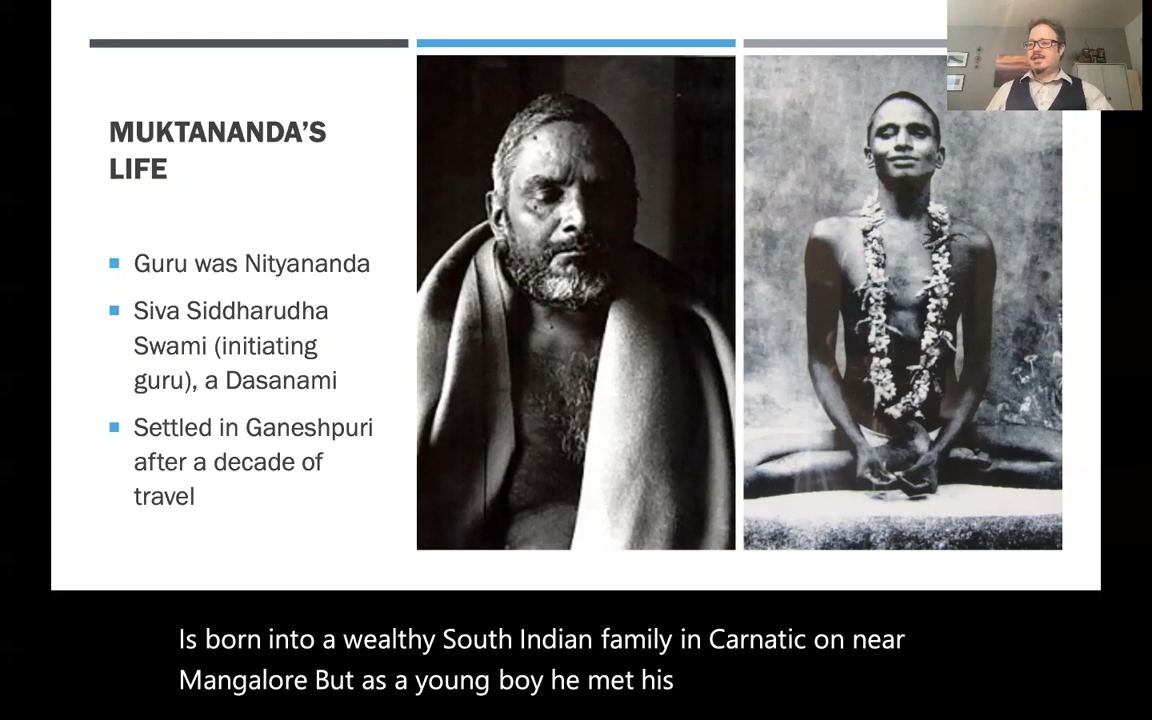 MUKTANANDA’S
LIFE
Guru was Nityananda
Siva Siddharudha
Swami (initiating
guru), a Dasanami
Settled in Ganeshpuri
after a decade of
travel
Is born into a wealthy South Indian family in Carnatic on near
Mangalore But as a young boy he met his